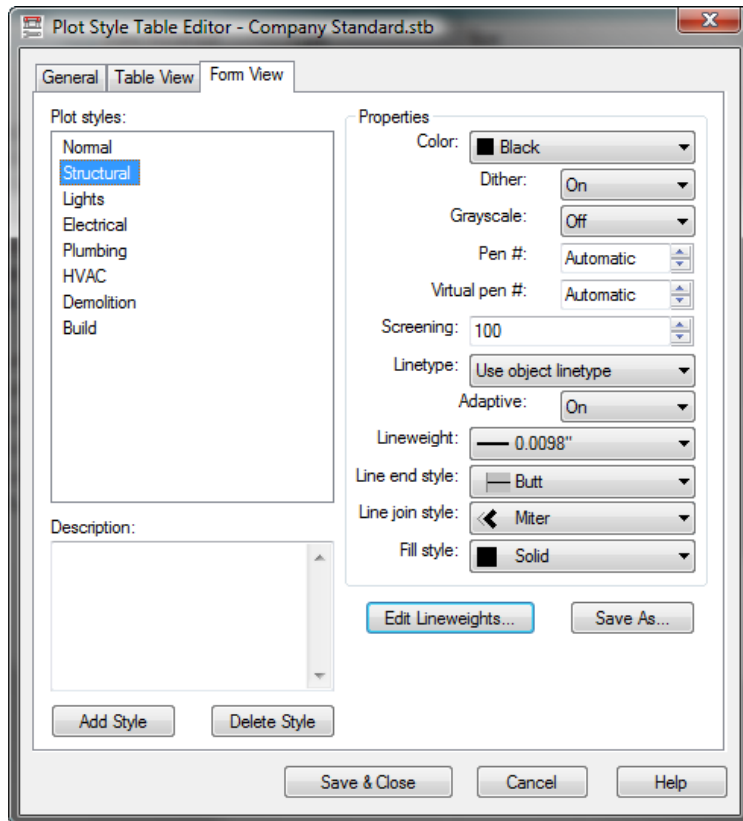 Plot Style Table Editor - Company Standard.stb
General Table View Form View
Plot styles:
Normal
Structural
Lights
Electrical
Plumbing
HVAC
Demolition
Build
Description:
Add Style Delete Style
Properties
Color: Black
Dither: On
Grayscale: Off
Pen #: Automatic
Virtual pen #: Automatic
Screening: 100
Linetype: Use object linetype
Adaptive: On
Lineweight: 0.0098"
Line end style: Butt
Line join style: Miter
Fill style: Solid
Edit Lineweights... Save As...
Save & Close Cancel Help